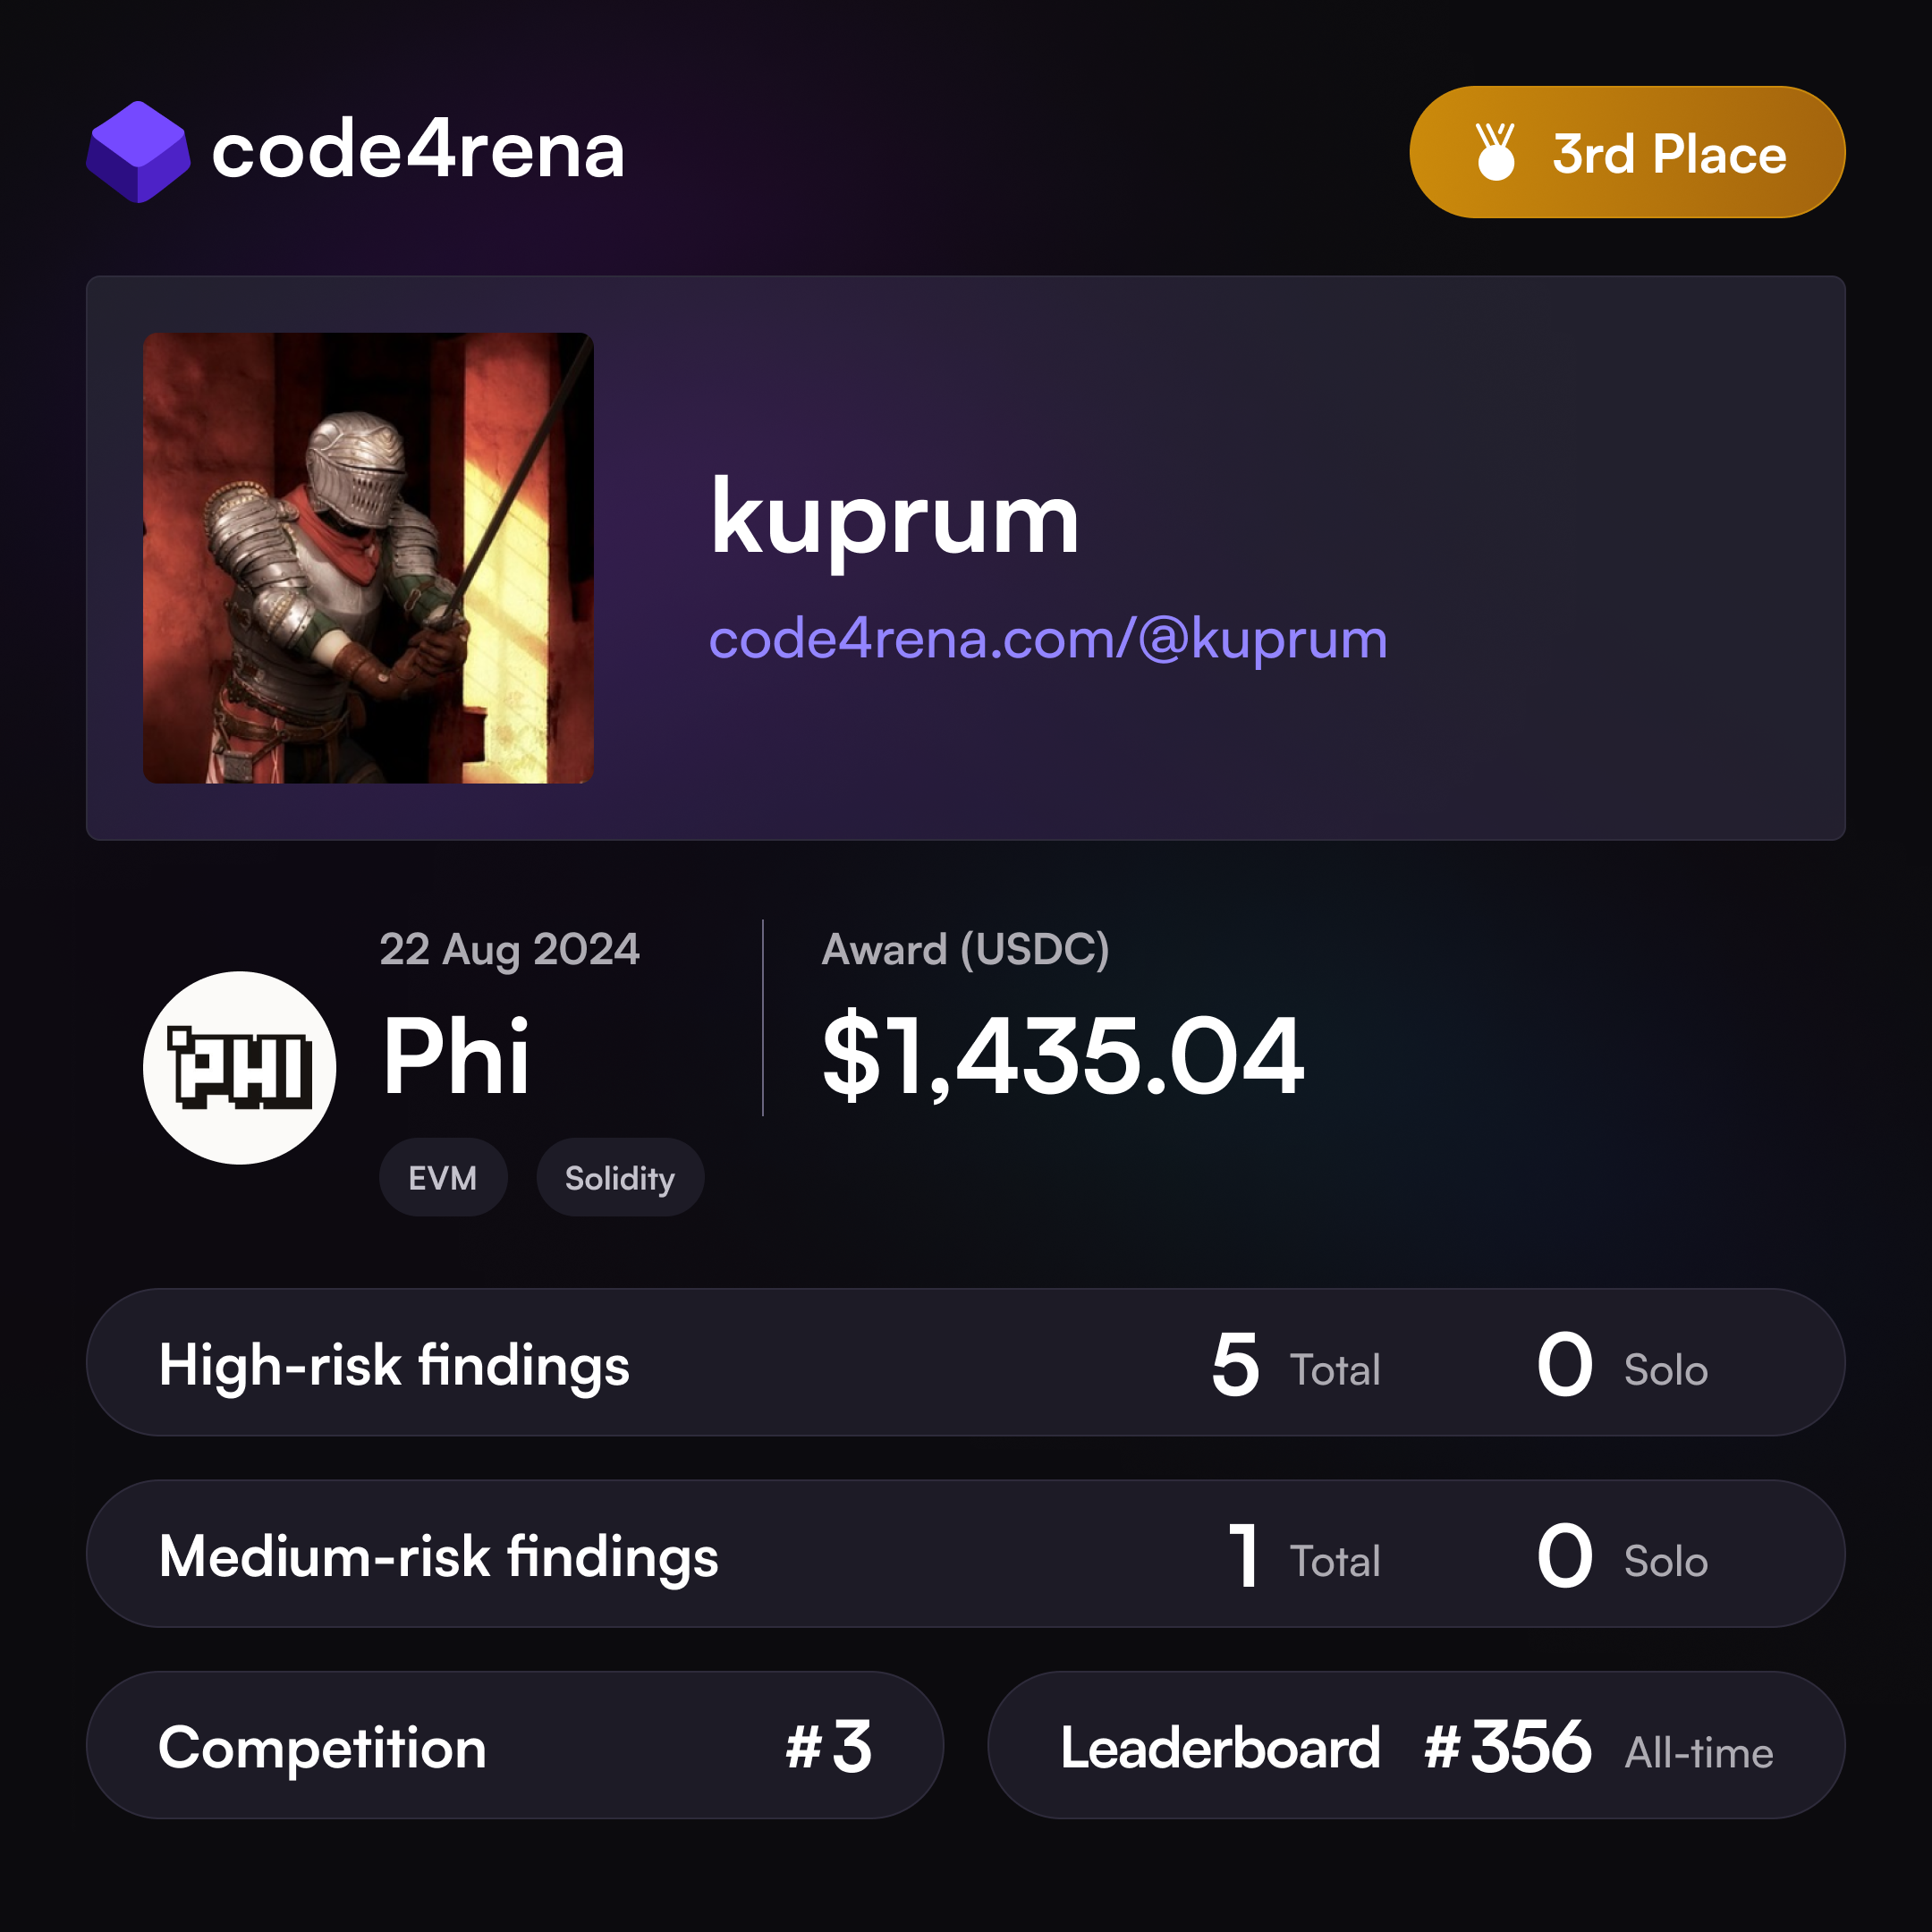 code4rena
3rd Place
kuprum
code4rena.com/@kuprum
22 Aug 2024
Award (USDC)
PHI
Phi
$1,435.04
EVM
Solidity
High-risk findings 5 Total 0 Solo
Medium-risk findings 1 Total 0 Solo
Competition #3
Leaderboard #356 All-time